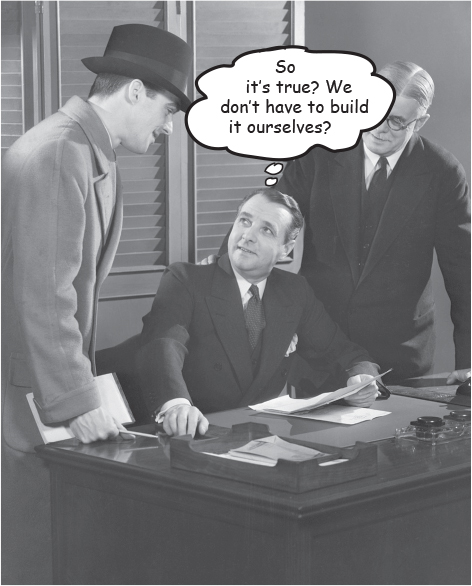 So
it's true? We
don't have to build
it ourselves?